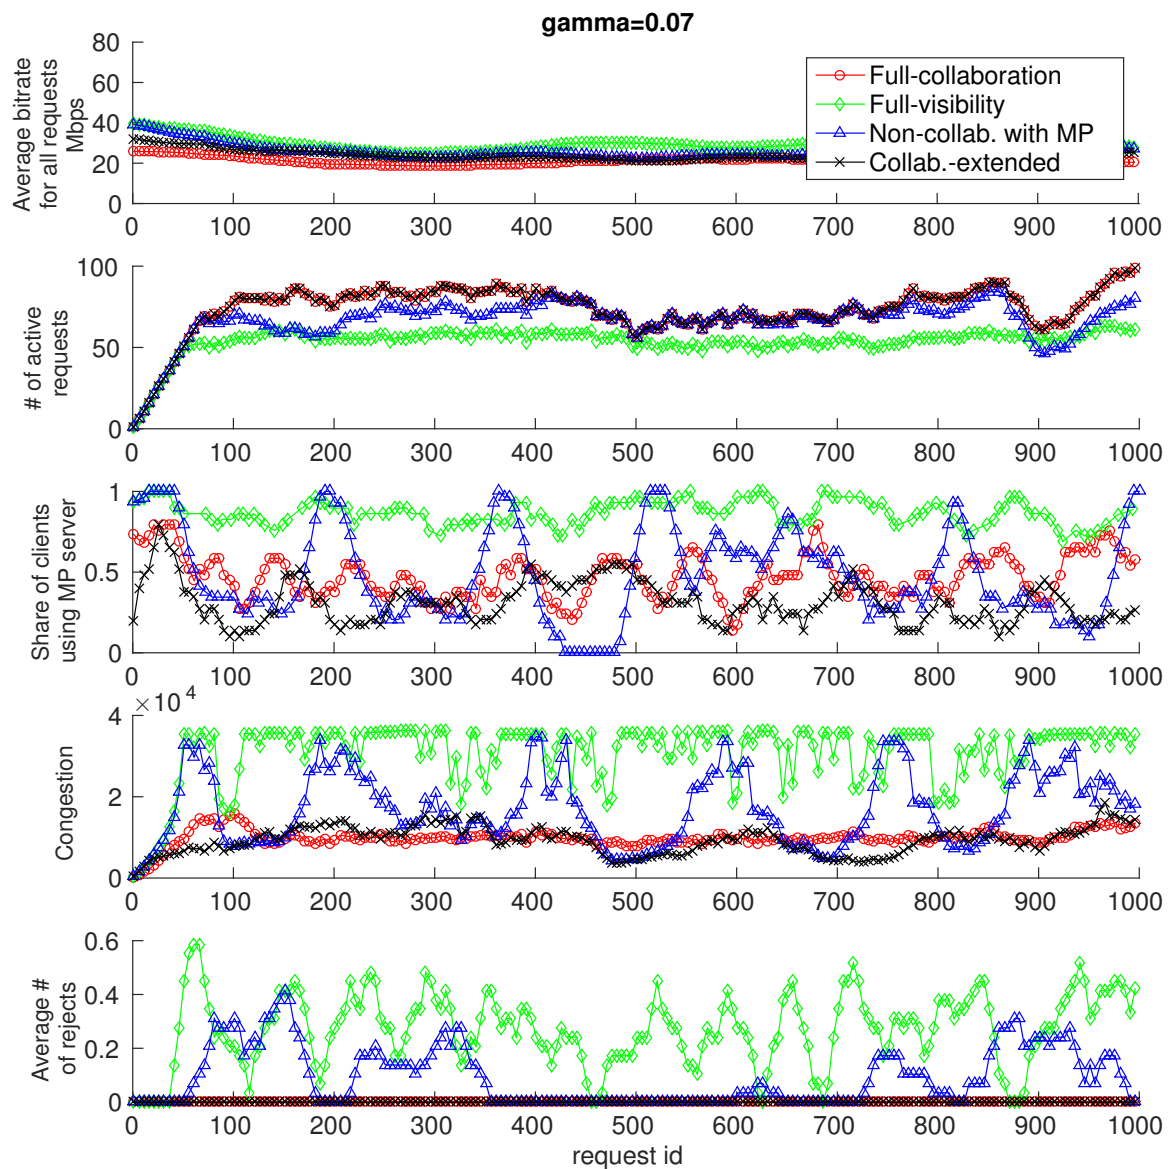 gamma=0.07
Average bitrate
for all requests
Mbps
80
60
40
20
0
Full-collaboration
Full-visibility
Non-collab. with MP
Collab.-extended
0 100 200 300 400 500 600 700 800 900 1000
# of active
requests
100
50
0
0 100 200 300 400 500 600 700 800 900 1000
Share of clients
using MP server
1
0.5
0
0 100 200 300 400 500 600 700 800 900 1000
×10^4
Congestion
4
2
0
0 100 200 300 400 500 600 700 800 900 1000
Average #
of rejects
0.6
0.4
0.2
0
0 100 200 300 400 500 600 700 800 900 1000
request id